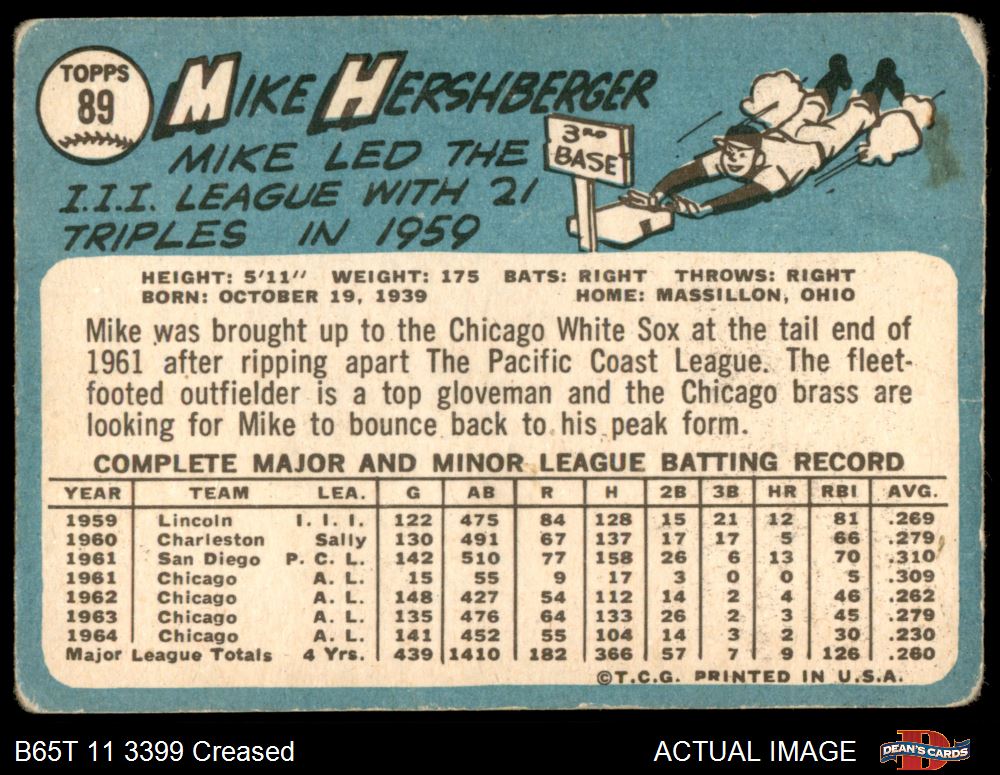 TOPPS
89
MIKE HERSHBERGER
MIKE LED THE
I.I.I. LEAGUE WITH 21
TRIPLES IN 1959
3RD
BASE
HEIGHT: 5'11" WEIGHT: 175 BATS: RIGHT THROWS: RIGHT
BORN: OCTOBER 19, 1939 HOME: MASSILLON, OHIO
Mike was brought up to the Chicago White Sox at the tail end of
1961 after ripping apart The Pacific Coast League. The fleet-
footed outfielder is a top gloveman and the Chicago brass are
looking for Mike to bounce back to his peak form.
COMPLETE MAJOR AND MINOR LEAGUE BATTING RECORD
YEAR TEAM LEA. G AB R H 2B 3B HR RBI AVG.
1959 Lincoln I. I. I. 122 475 84 128 15 21 12 81 .269
1960 Charleston Sally 130 491 67 137 17 17 5 66 .279
1961 San Diego P. C. L. 142 510 77 158 26 6 13 70 .310
1961 Chicago A. L. 15 55 9 17 3 0 0 5 .309
1962 Chicago A. L. 148 427 54 112 14 2 4 46 .262
1963 Chicago A. L. 135 476 64 133 26 2 3 45 .279
1964 Chicago A. L. 141 452 55 104 14 3 2 30 .230
Major League Totals 4 Yrs. 439 1410 182 366 57 7 9 126 .260
©T.C.G. PRINTED IN U.S.A.
B65T 11 3399 Creased ACTUAL IMAGE
DEAN'S CARDS